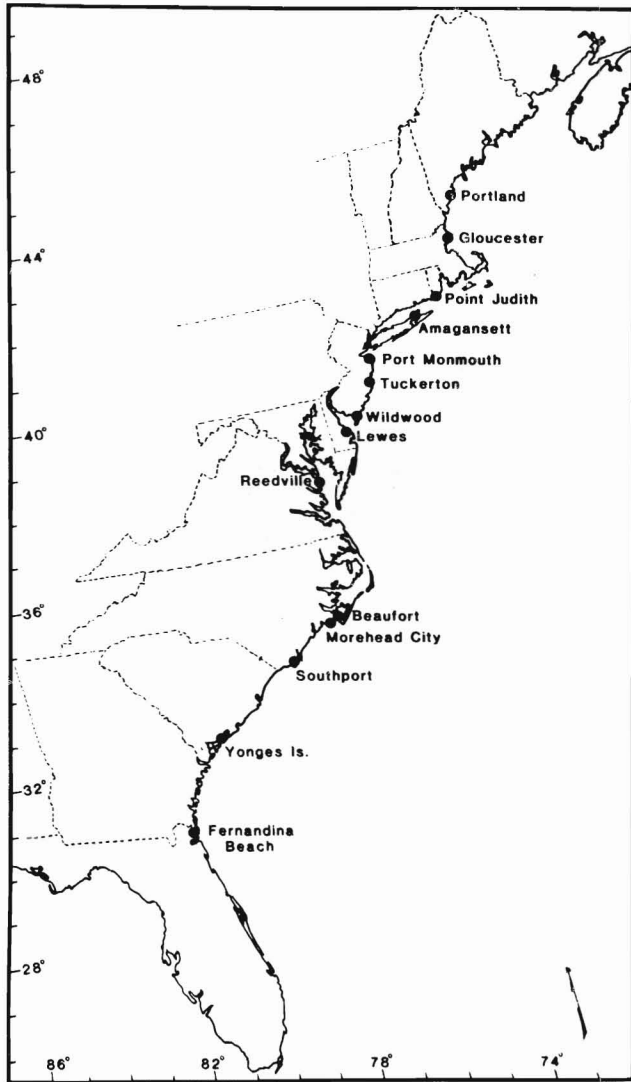 48°
Portland
Gloucester
44°
Point Judith
Amagansett
Port Monmouth
Tuckerton
Wildwood
40°
Lewes
Reedville
36°
Beaufort
Morehead City
Southport
Yonges Is.
32°
Fernandina
Beach
28°
86°
82°
78°
74°